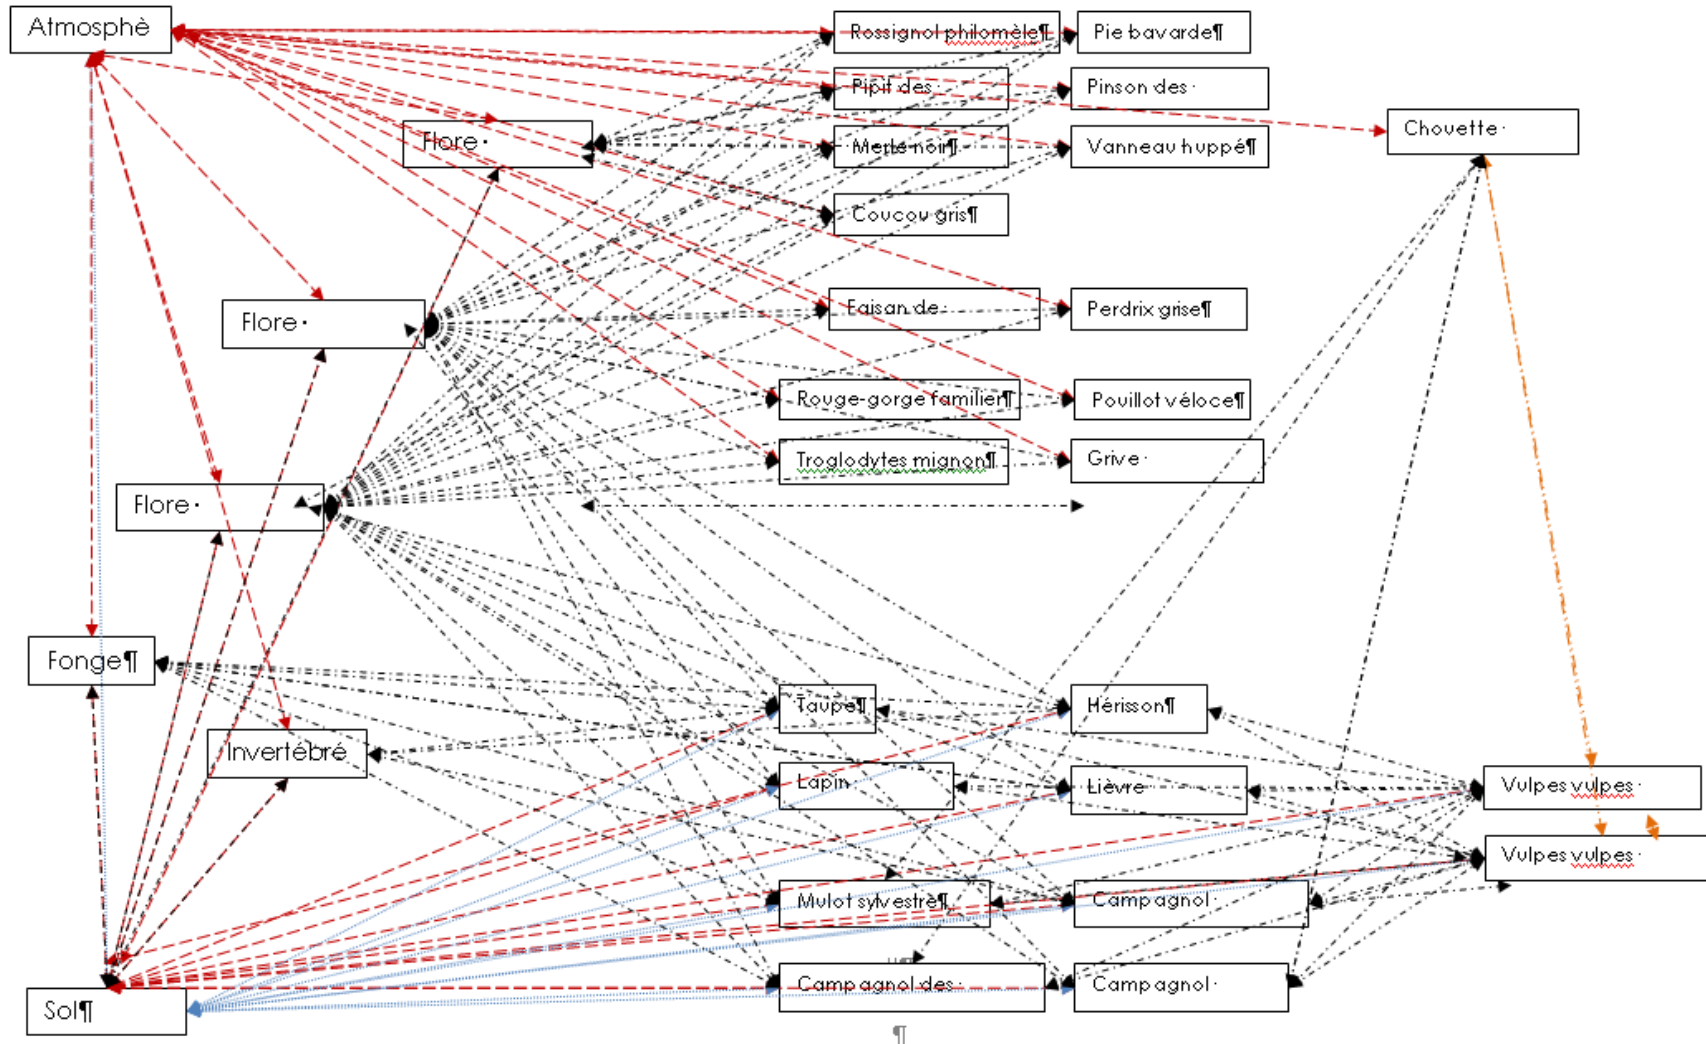 Atmosphè
Rossignol philomèle¶
Pie bavarde¶
Pipit des·
Pinson des·
Chouette·
Flore·
Merle noir¶
Vanneau huppé¶
Coucou gris¶
Flore·
Faisan de·
Perdrix grise¶
Rouge-gorge familier¶
Pouillot véloce¶
Troglodytes mignon¶
Grive·
Flore·
Fonge¶
Taupe¶
Hérisson¶
Invertébré
Lapin
Lièvre
Vulpes vulpes·
Vulpes vulpes·
Mulot sylvestre¶
Campagnol
Campagnol des·
Campagnol·
Sol¶
¶